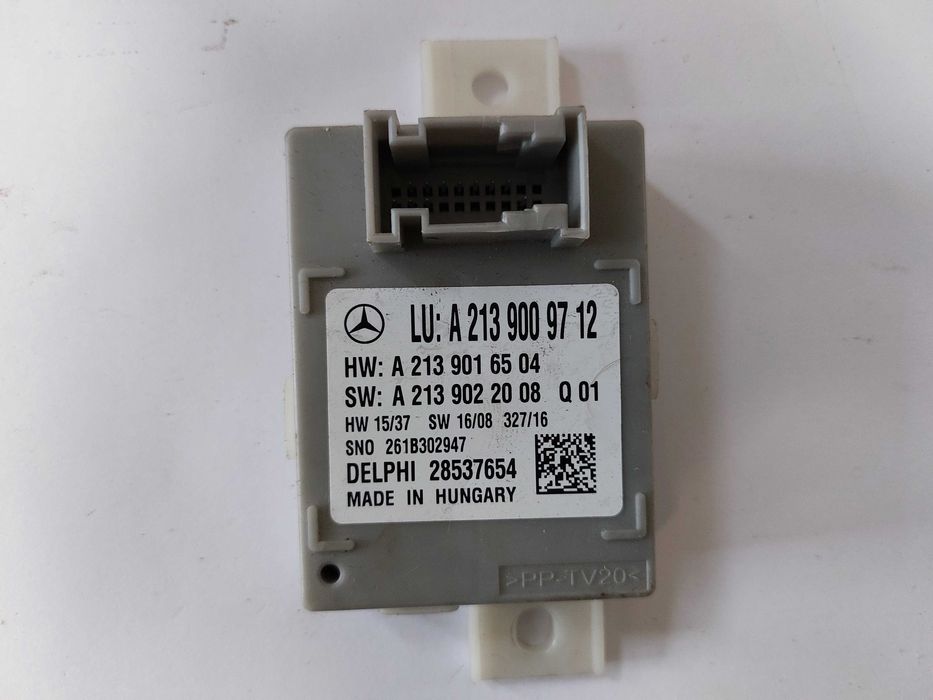 LU: A 213 900 97 12
HW: A 213 901 65 04
SW: A 213 902 20 08 Q 01
HW 15/37 SW 16/08 327/16
SNO 261B302947
DELPHI 28537654
MADE IN HUNGARY
>PP-TV20<